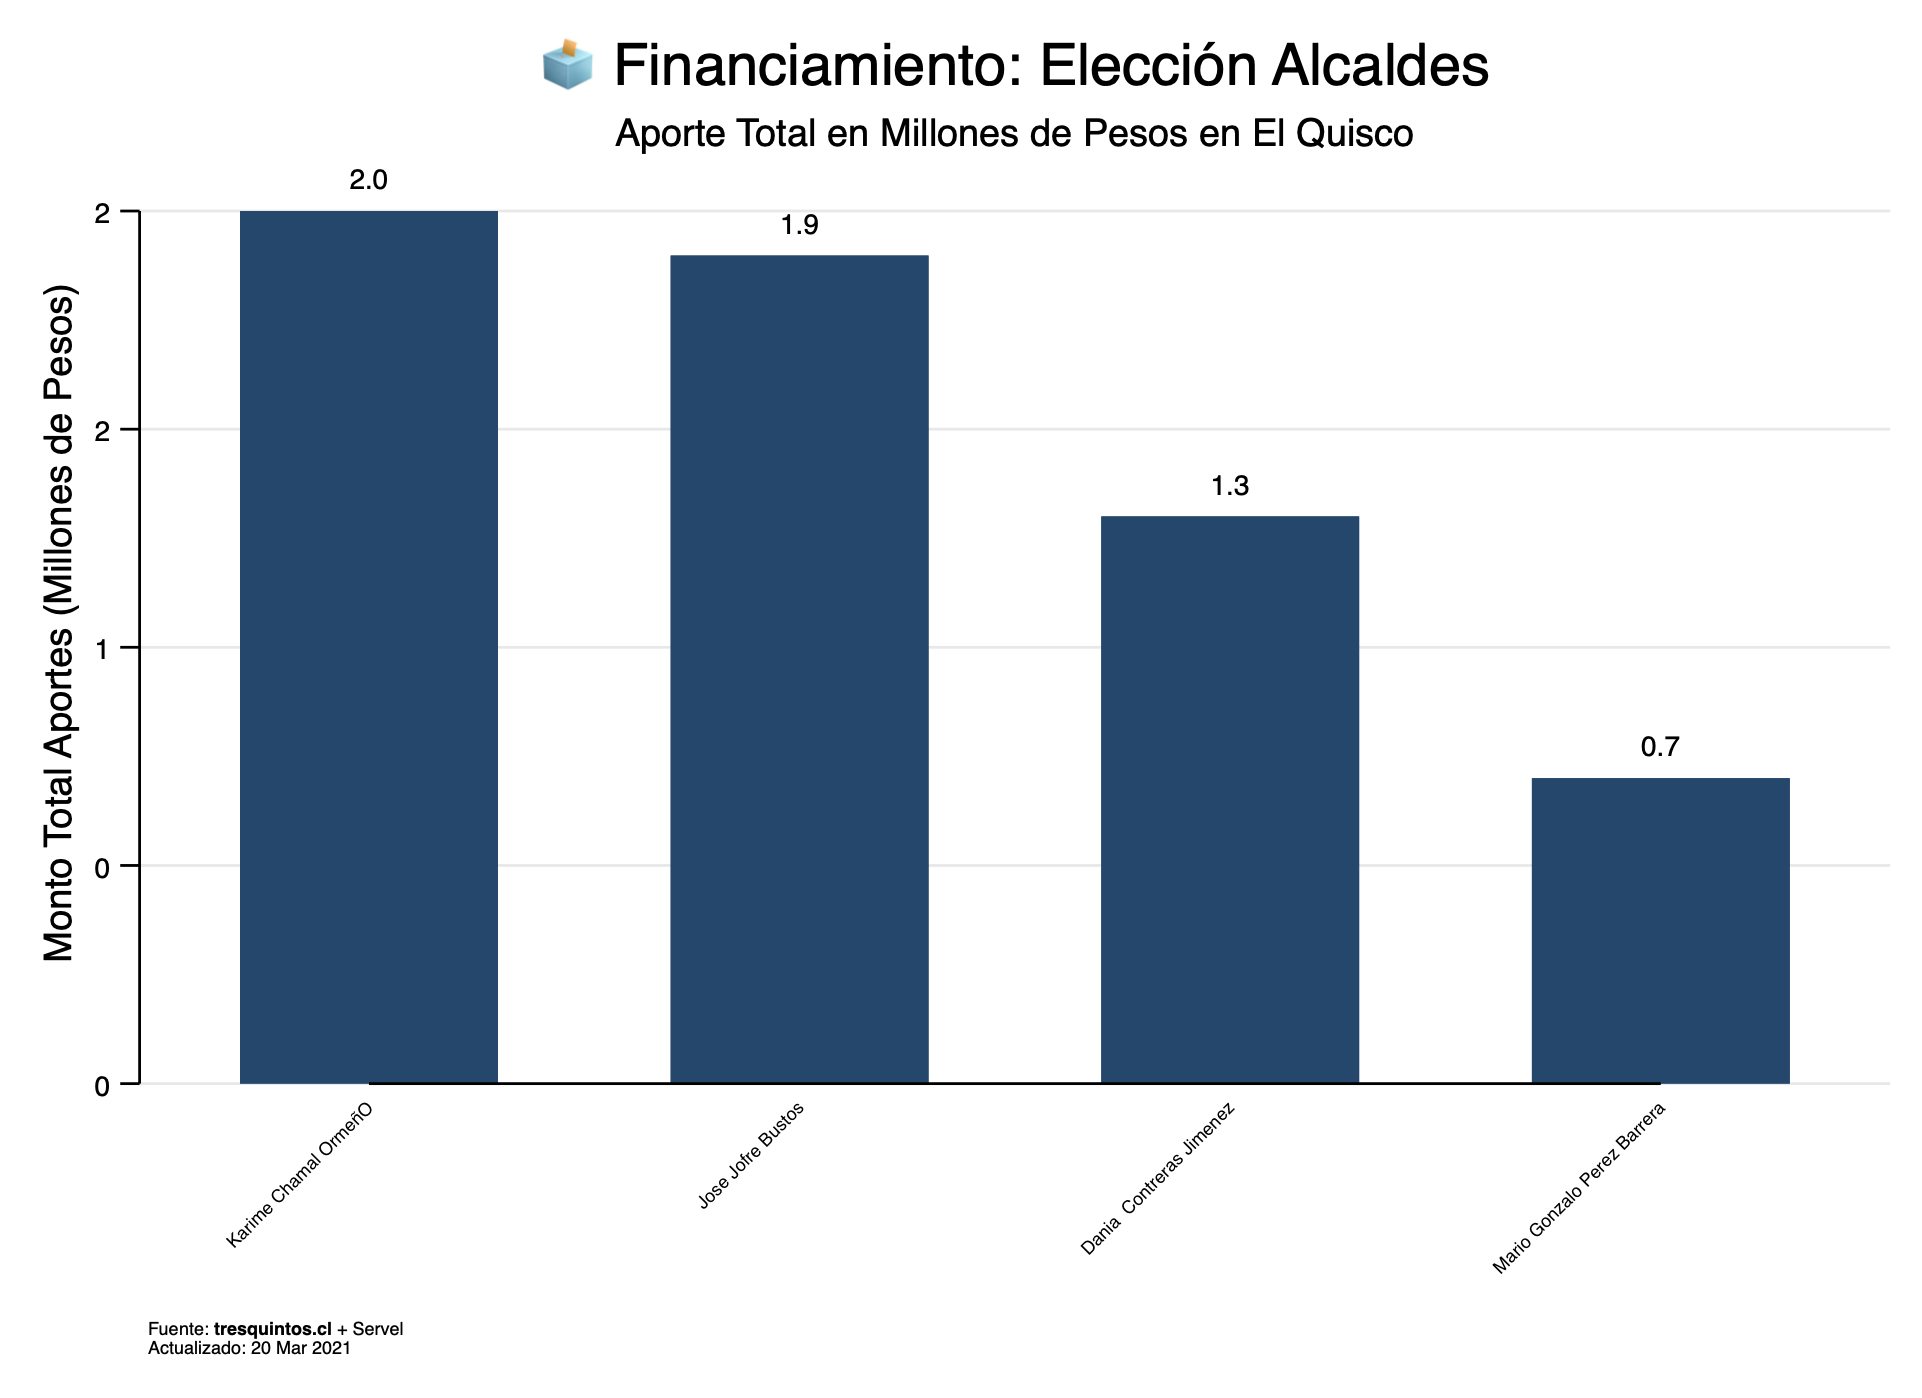 Financiamiento: Elección Alcaldes
Aporte Total en Millones de Pesos en El Quisco
Monto Total Aportes (Millones de Pesos)
2
2
1
0
0
2.0
1.9
1.3
0.7
Karime Chamal OrmeñO
Jose Jofre Bustos
Dania  Contreras Jimenez
Mario Gonzalo Perez Barrera
Fuente: tresquintos.cl + Servel
Actualizado: 20 Mar 2021